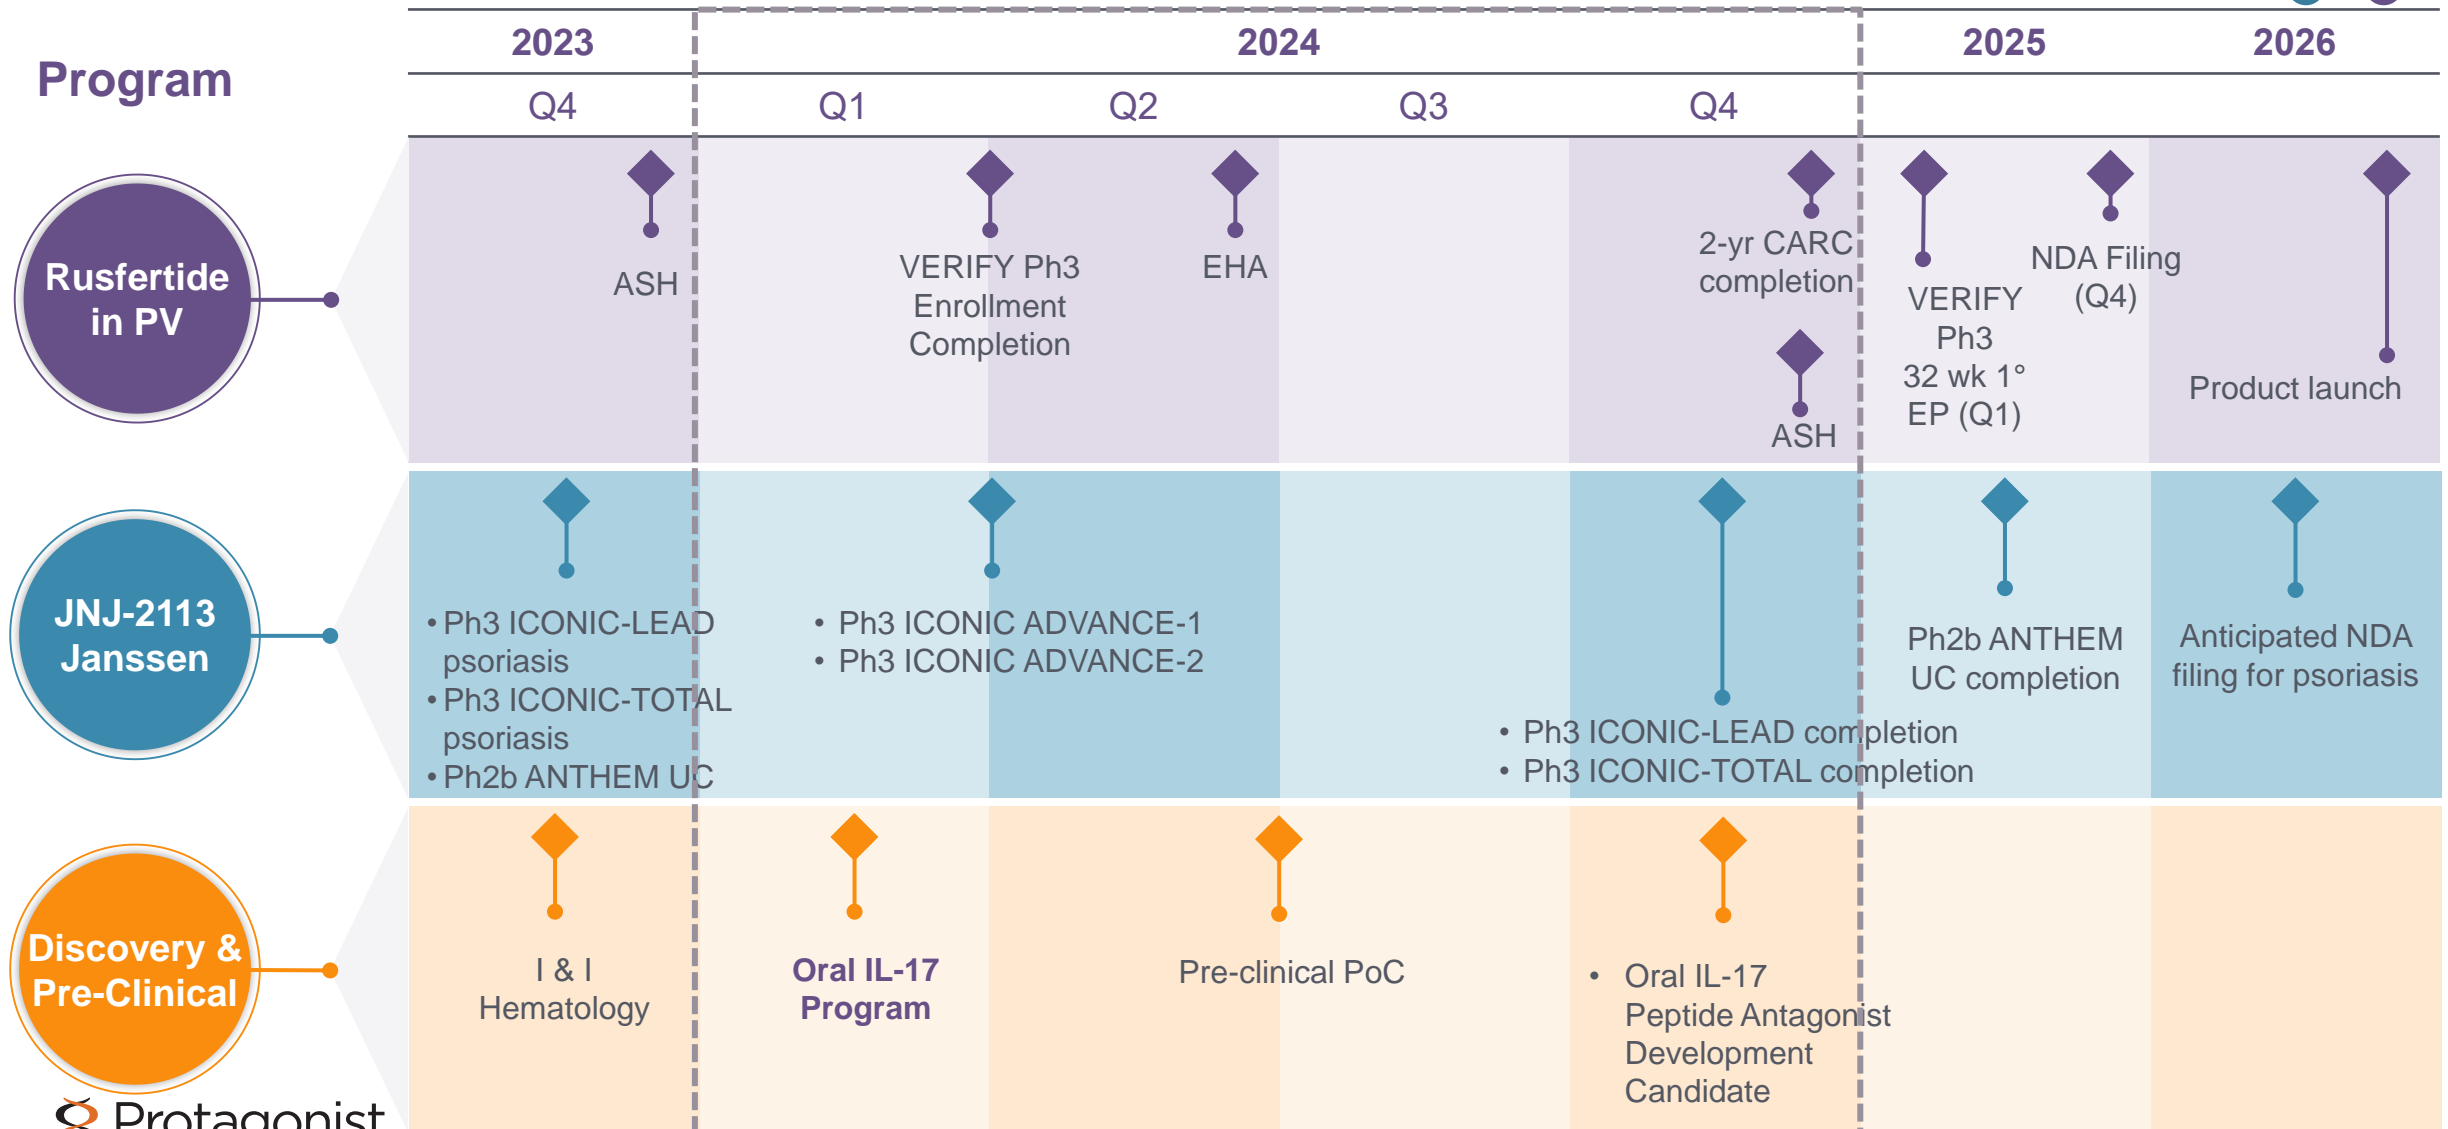 Program
2023
2024
2025
2026
Q4
Q1
Q2
Q3
Q4
Rusfertide
in PV
ASH
VERIFY Ph3
Enrollment
Completion
EHA
2-yr CARC
completion
ASH
VERIFY
Ph3
32 wk 1°
EP (Q1)
NDA Filing
(Q4)
Product launch
JNJ-2113
Janssen
• Ph3 ICONIC-LEAD
psoriasis
• Ph3 ICONIC-TOTAL
psoriasis
• Ph2b ANTHEM UC
• Ph3 ICONIC ADVANCE-1
• Ph3 ICONIC ADVANCE-2
• Ph3 ICONIC-LEAD completion
• Ph3 ICONIC-TOTAL completion
Ph2b ANTHEM
UC completion
Anticipated NDA
filing for psoriasis
Discovery &
Pre-Clinical
I & I
Hematology
Oral IL-17
Program
Pre-clinical PoC
• Oral IL-17
Peptide Antagonist
Development
Candidate
Protagonist